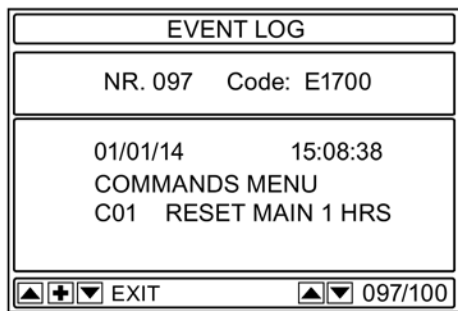 EVENT LOG
NR. 097 Code: E1700
01/01/14 15:08:38
COMMANDS MENU
C01 RESET MAIN 1 HRS
▲✚▼ EXIT ▲▼ 097/100